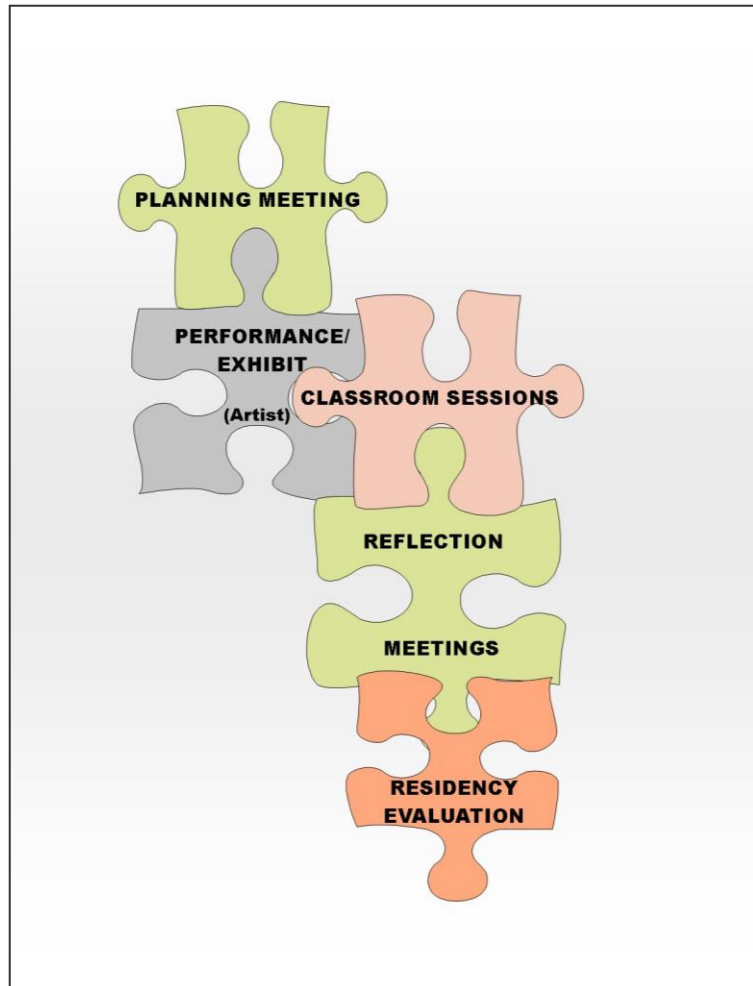 PLANNING MEETING
PERFORMANCE/
EXHIBIT
(Artist)
CLASSROOM SESSIONS
REFLECTION
MEETINGS
RESIDENCY
EVALUATION